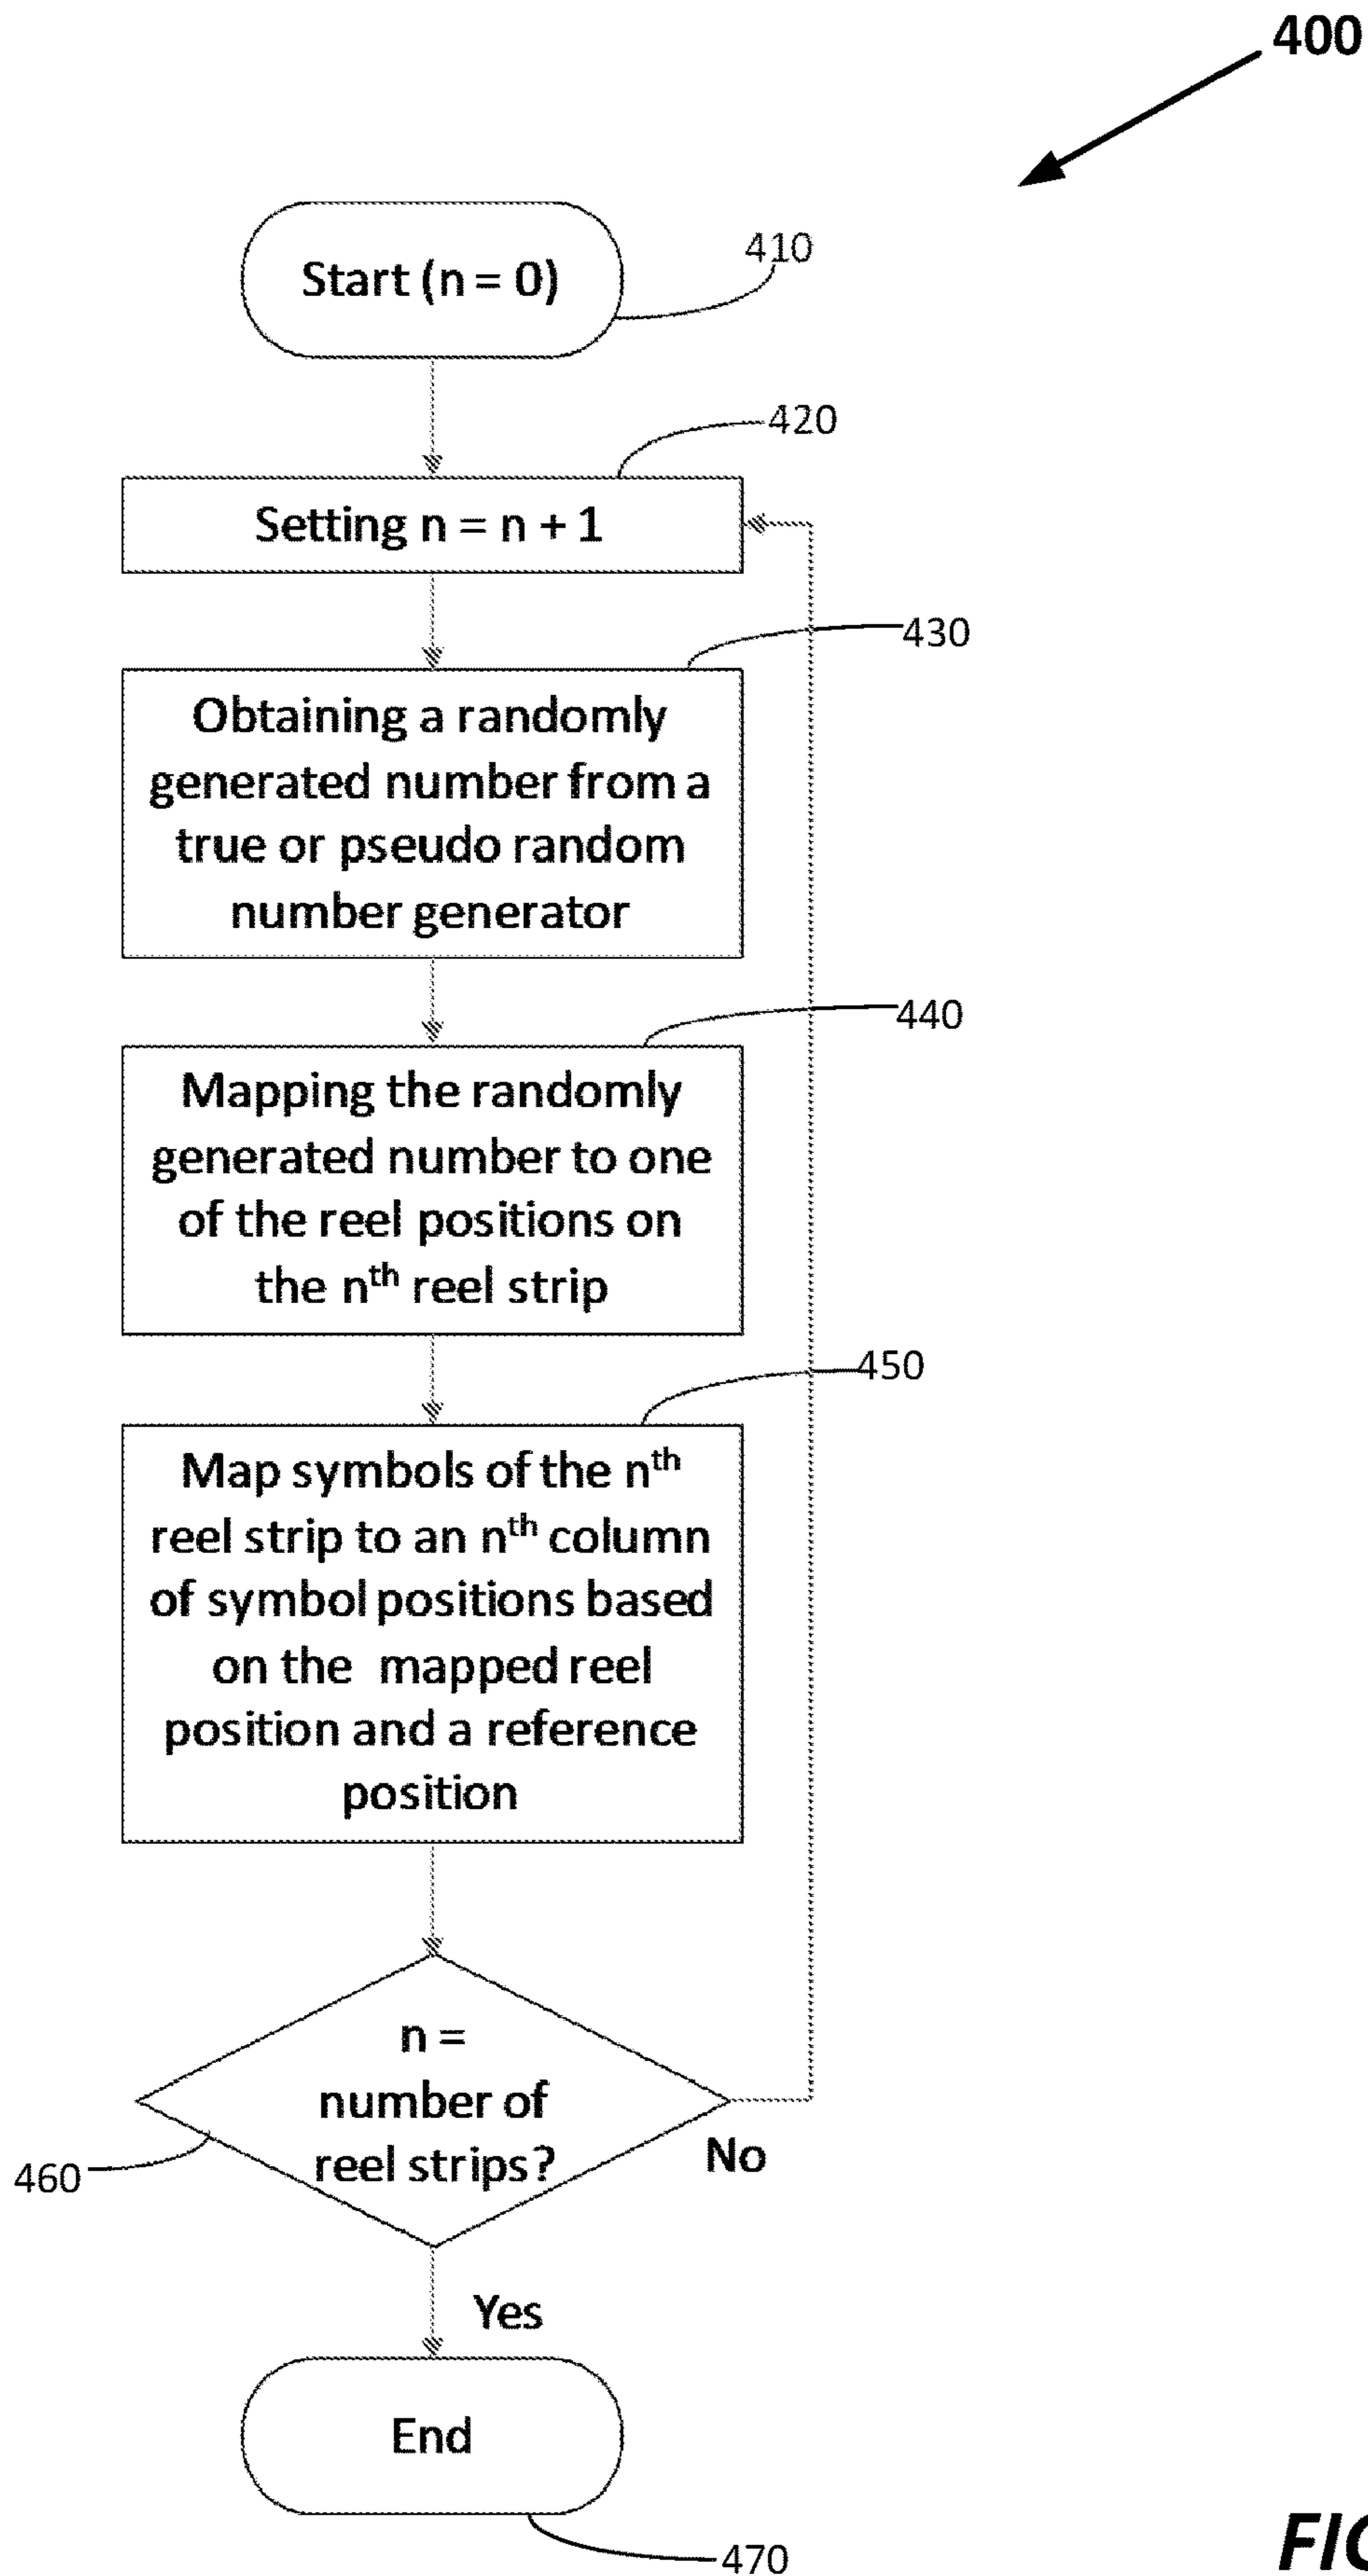 400
Start (n = 0)
410
420
Setting n = n + 1
430
Obtaining a randomly
generated number from a
true or pseudo random
number generator
440
Mapping the randomly
generated number to one
of the reel positions on
the nth reel strip
450
Map symbols of the nth
reel strip to an nth column
of symbol positions based
on the mapped reel
position and a reference
position
n =
number of
reel strips?
460
No
Yes
End
470